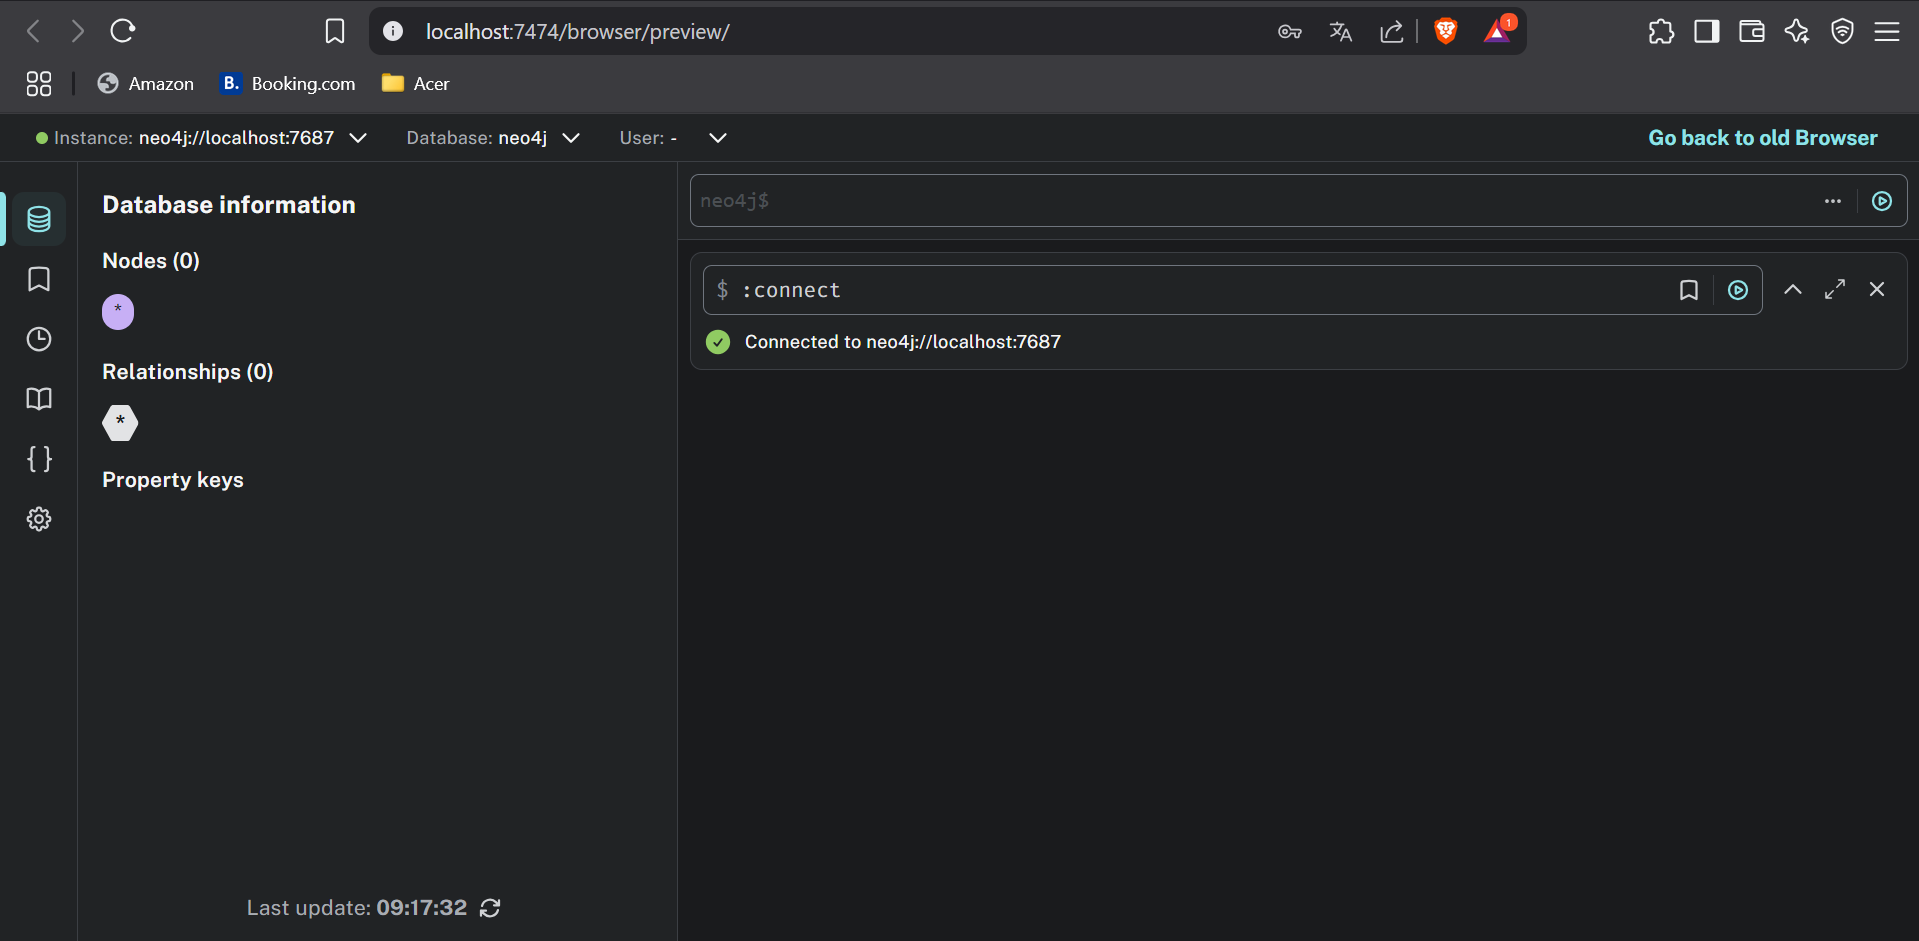 localhost:7474/browser/preview/
1
Amazon
B. Booking.com
Acer
Instance: neo4j://localhost:7687
Database: neo4j
User: -
Go back to old Browser
Database information
Nodes (0)
*
Relationships (0)
*
Property keys
Last update: 09:17:32
neo4j$
$ :connect
Connected to neo4j://localhost:7687